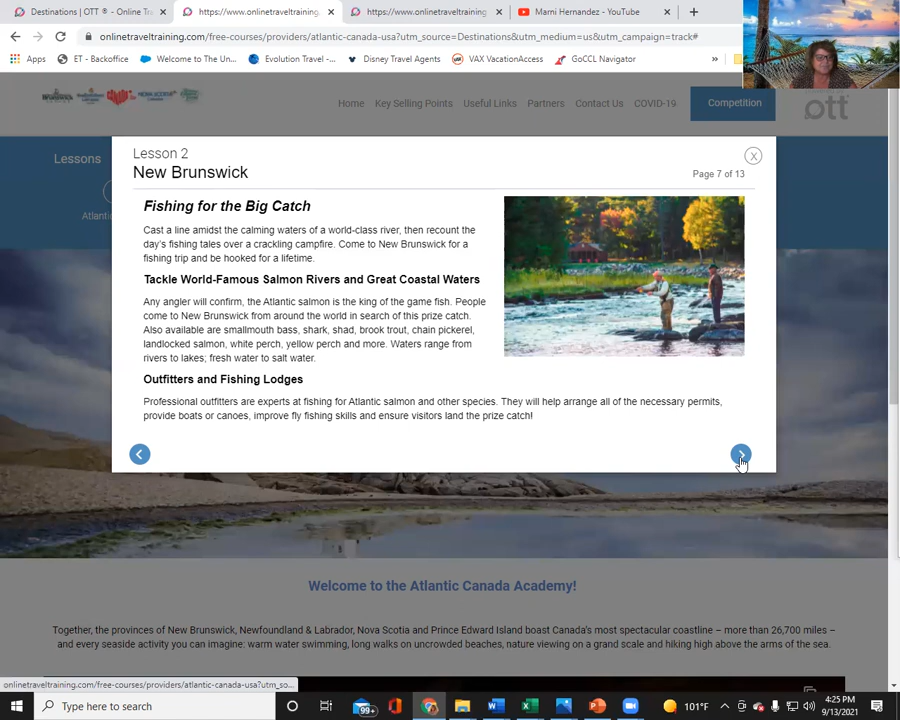 Destinations | OTT ® - Online Tra
https://www.onlinetraveltraining.
https://www.onlinetraveltraining
Marni Hernandez - YouTube
onlinetraveltraining.com/free-courses/providers/atlantic-canada-usa?utm_source=Destinations&utm_medium=us&utm_campaign=track#
Apps
ET - Backoffice
Welcome to The Un...
Evolution Travel -...
Disney Travel Agents
VAX VacationAccess
GoCCL Navigator
»
Home
Key Selling Points
Useful Links
Partners
Contact Us
COVID-19
Competition
ott
Lessons
Lesson 2
New Brunswick
Page 7 of 13
Fishing for the Big Catch
Cast a line amidst the calming waters of a world-class river, then recount the
day's fishing tales over a crackling campfire. Come to New Brunswick for a
fishing trip and be hooked for a lifetime.
Tackle World-Famous Salmon Rivers and Great Coastal Waters
Any angler will confirm, the Atlantic salmon is the king of the game fish. People
come to New Brunswick from around the world in search of this prize catch.
Also available are smallmouth bass, shark, shad, brook trout, chain pickerel,
landlocked salmon, white perch, yellow perch and more. Waters range from
rivers to lakes; fresh water to salt water.
Outfitters and Fishing Lodges
Professional outfitters are experts at fishing for Atlantic salmon and other species. They will help arrange all of the necessary permits,
provide boats or canoes, improve fly fishing skills and ensure visitors land the prize catch!
Welcome to the Atlantic Canada Academy!
Together, the provinces of New Brunswick, Newfoundland & Labrador, Nova Scotia and Prince Edward Island boast Canada's most spectacular coastline – more than 26,700 miles –
and every seaside activity you can imagine: warm water swimming, long walks on uncrowded beaches, nature viewing on a grand scale and hiking high above the arms of the sea.
onlinetraveltraining.com/free-courses/providers/atlantic-canada-usa?utm_so...
Type here to search
99+
101°F
4:25 PM
9/13/2021